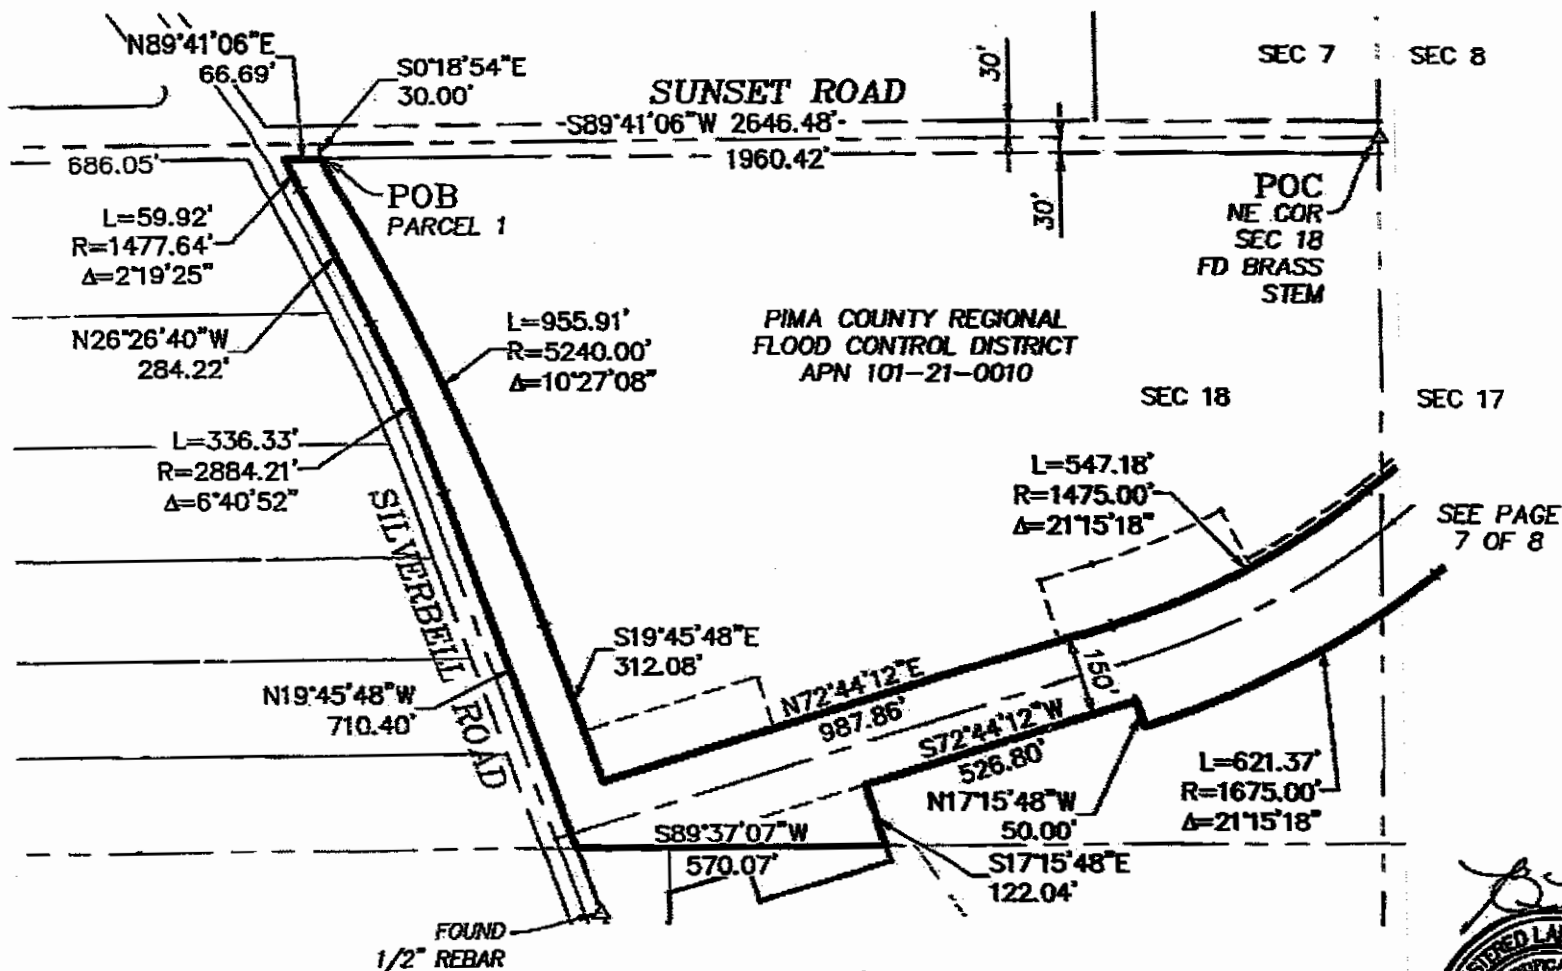 N89°41'06"E
66.69'
S0°18'54"E
30.00'
SUNSET ROAD
S89°41'06"W 2646.48'
1960.42'
30'
30'
SEC 7
SEC 8
686.05'
POB
PARCEL 1
POC
NE COR
SEC 18
FD BRASS
STEM
L=59.92'
R=1477.64'
Δ=2°19'25"
N26°26'40"W
284.22'
L=955.91'
R=5240.00'
Δ=10°27'08"
PIMA COUNTY REGIONAL
FLOOD CONTROL DISTRICT
APN 101-21-0010
SEC 18
SEC 17
L=336.33'
R=2884.21'
Δ=6°40'52"
SILVERBELL ROAD
L=547.18'
R=1475.00'
Δ=21°15'18"
SEE PAGE
7 OF 8
S19°45'48"E
312.08'
N19°45'48"W
710.40'
N72°44'12"E
987.86'
150'
S72°44'12"W
526.80'
N17°15'48"W
50.00'
L=621.37'
R=1675.00'
Δ=21°15'18"
S89°37'07"W
570.07'
S17°15'48"E
122.04'
FOUND
1/2" REBAR